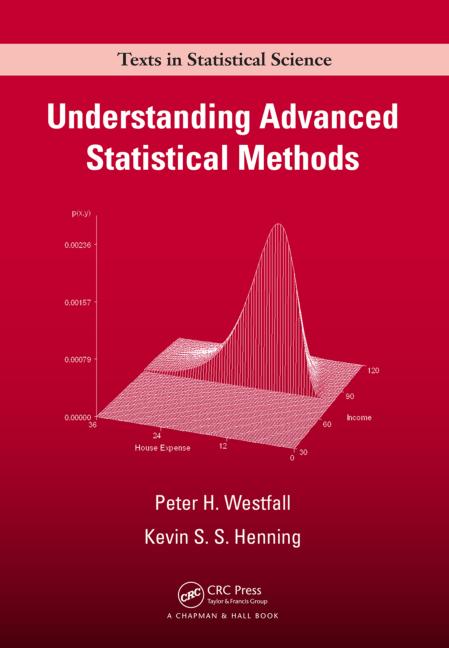 Texts in Statistical Science
Understanding Advanced
Statistical Methods
p(x,y)
0.00236
0.00157
0.00079
0.00000
36
24
12
0
House Expense
30
60
90
120
Income
Peter H. Westfall
Kevin S. S. Henning
CRC
CRC Press
Taylor & Francis Group
A CHAPMAN & HALL BOOK